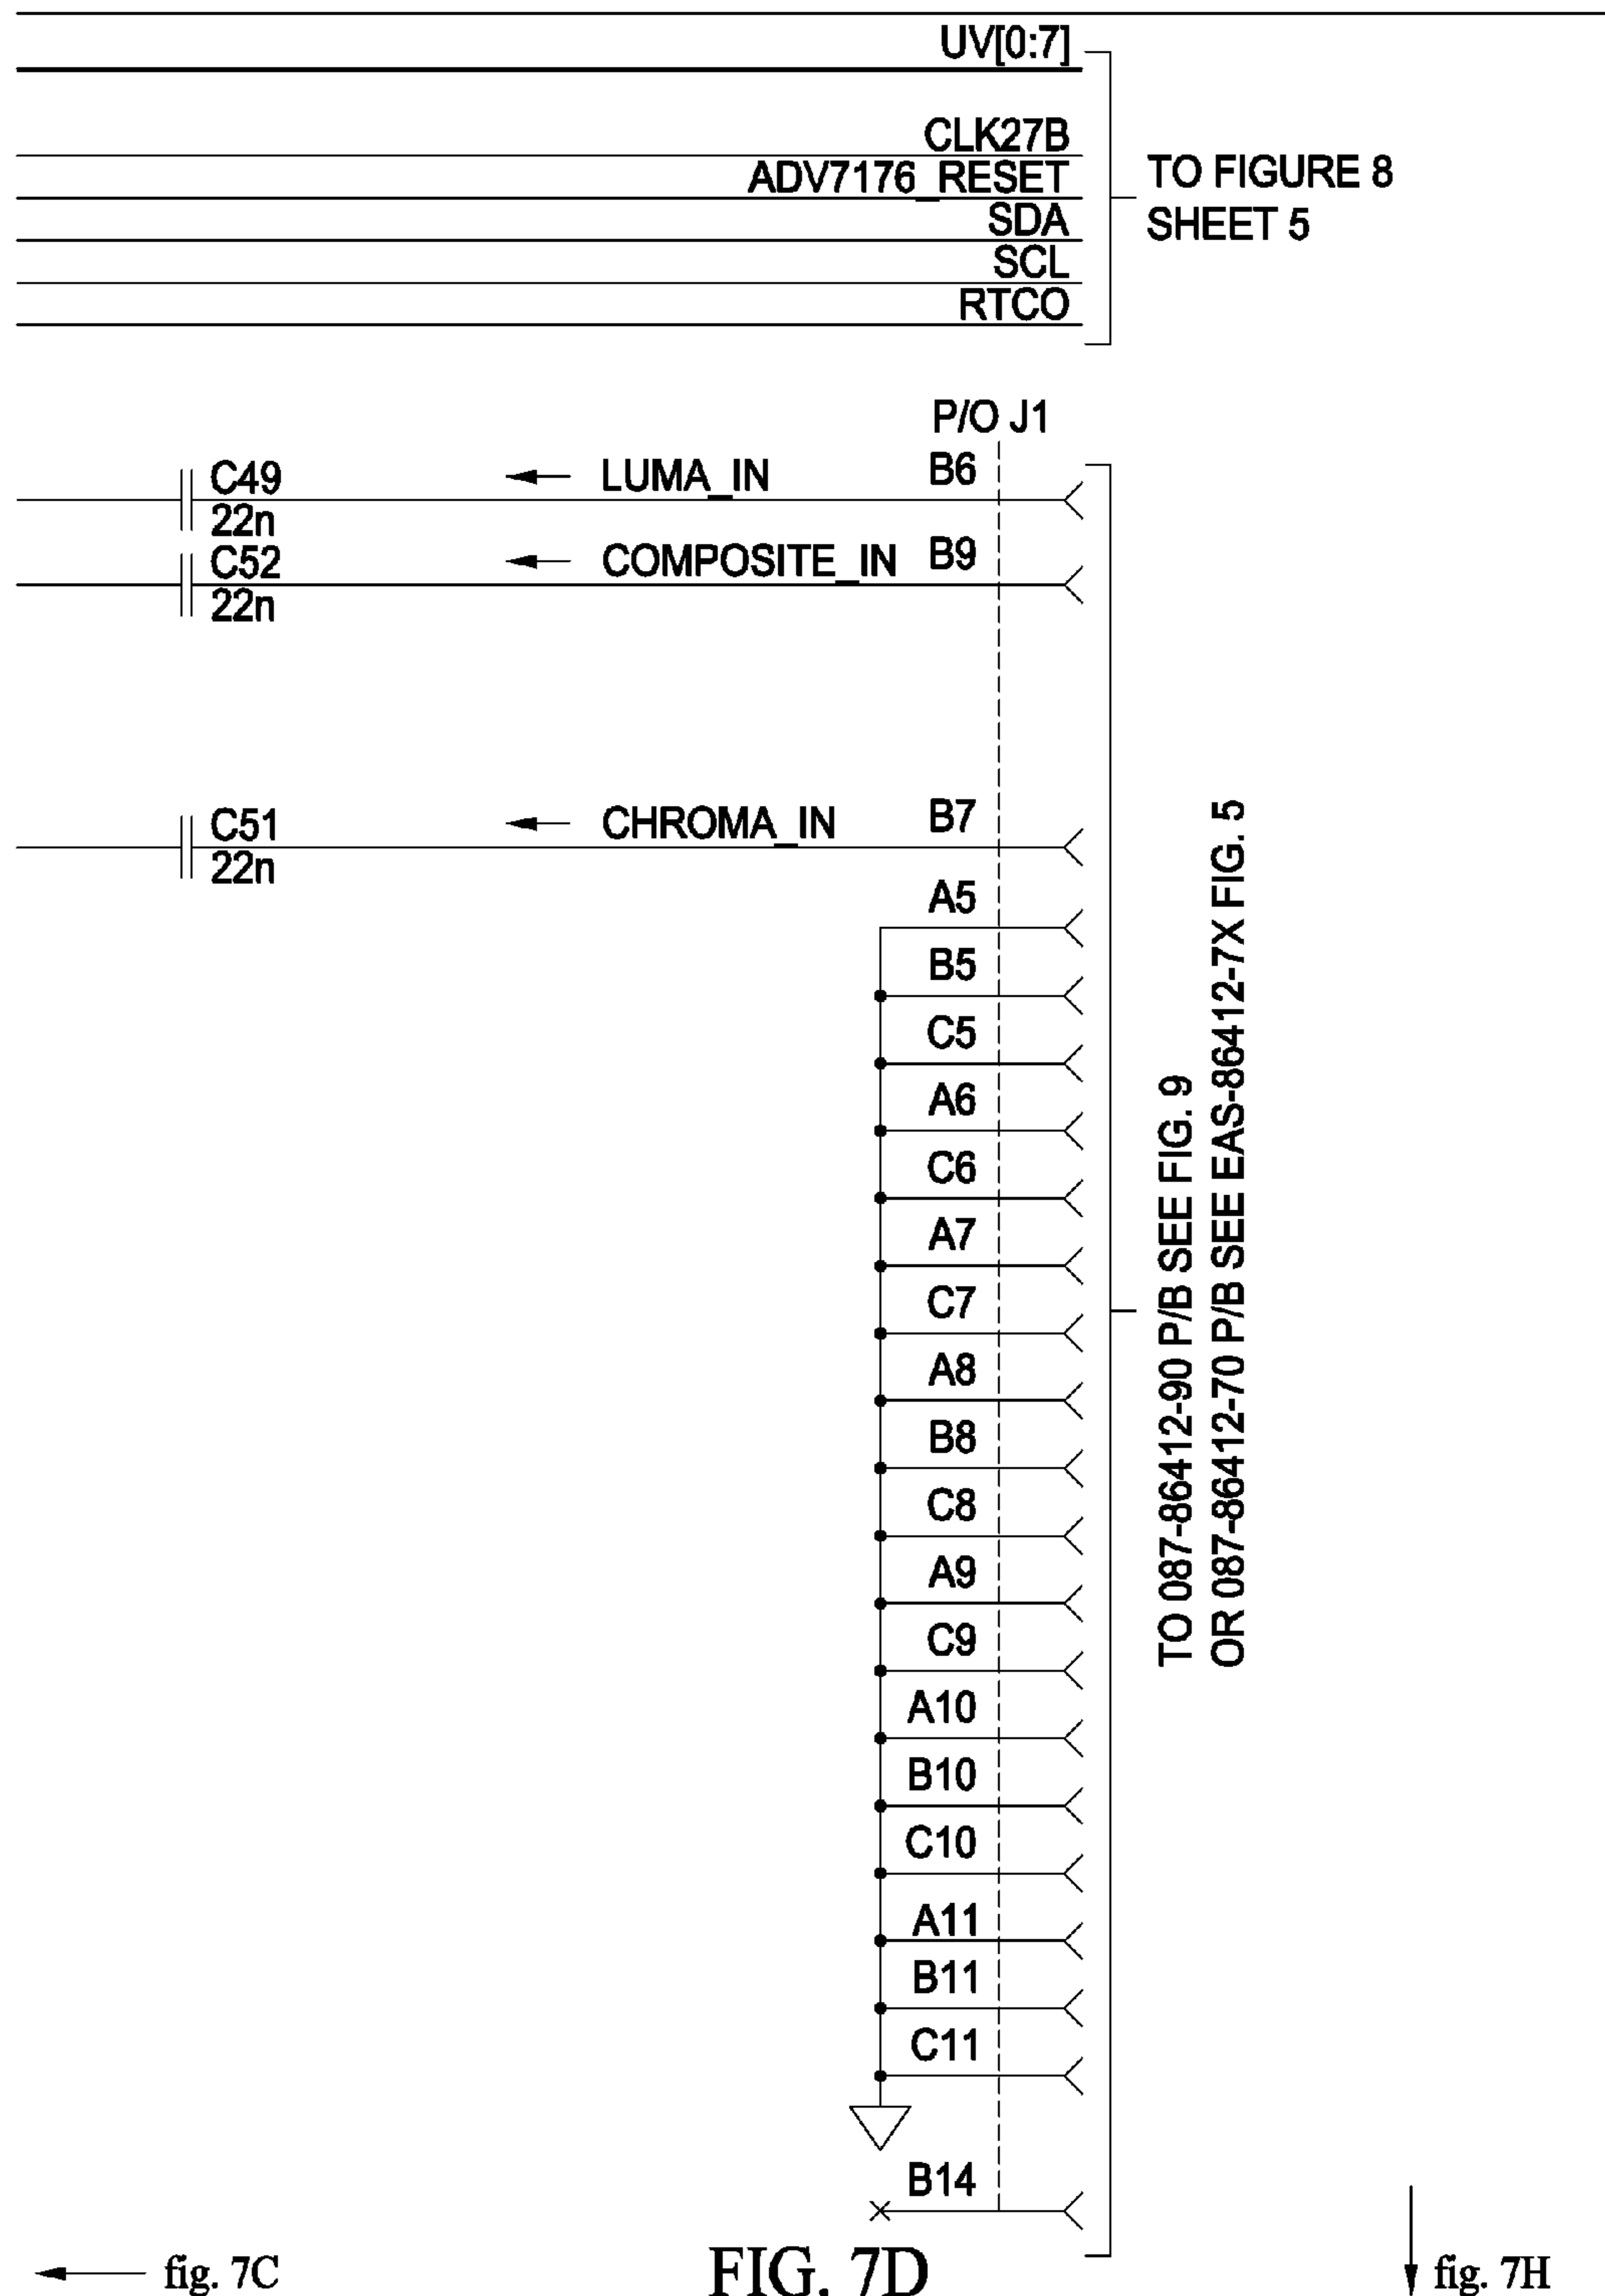 UV[0:7]
CLK27B
ADV7176_RESET
SDA
SCL
RTCO
TO FIGURE 8
SHEET 5
P/O J1
C49
22n
LUMA_IN
B6
C52
22n
COMPOSITE_IN
B9
C51
22n
CHROMA_IN
B7
A5
B5
C5
A6
C6
A7
C7
A8
B8
C8
A9
C9
A10
B10
C10
A11
B11
C11
B14
TO 087-86412-90 P/B SEE FIG. 9
OR 087-86412-70 P/B SEE EAS-86412-7X FIG. 5
fig. 7C
FIG. 7D
fig. 7H